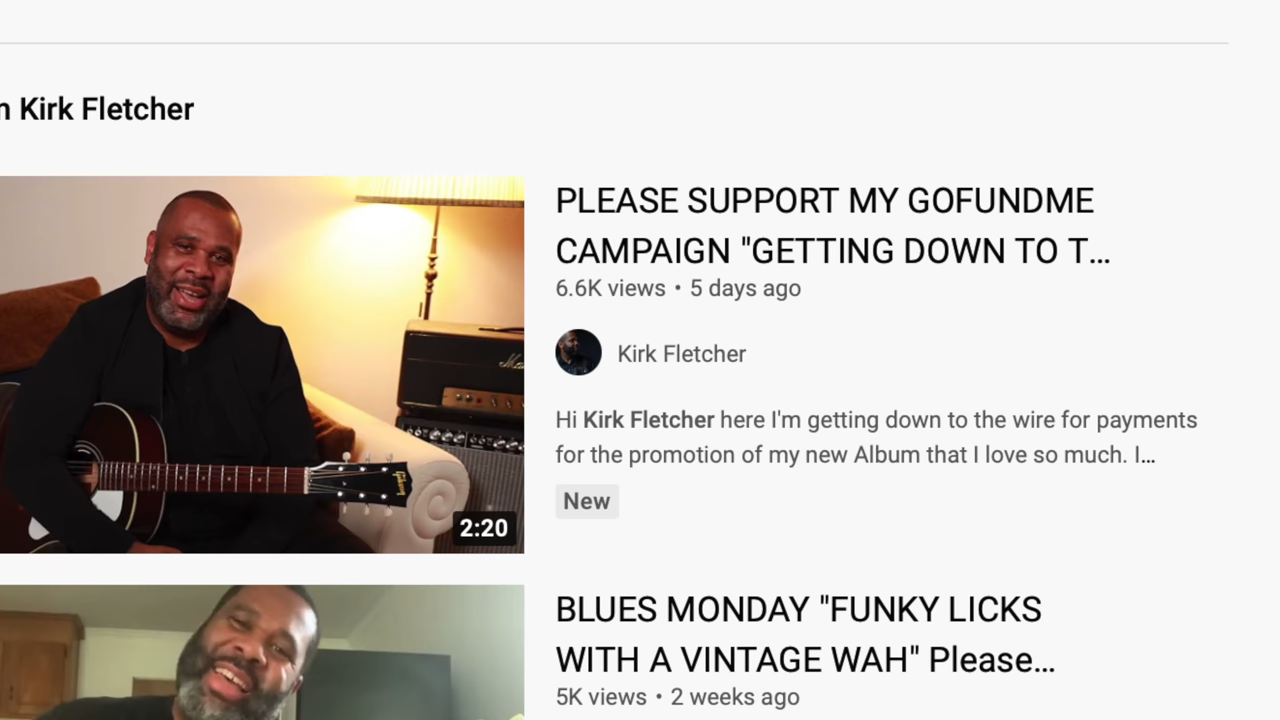 n Kirk Fletcher
PLEASE SUPPORT MY GOFUNDME
CAMPAIGN "GETTING DOWN TO T...
6.6K views • 5 days ago
Kirk Fletcher
Hi Kirk Fletcher here I'm getting down to the wire for payments
for the promotion of my new Album that I love so much. I...
New
Gibson
2:20
BLUES MONDAY "FUNKY LICKS
WITH A VINTAGE WAH" Please...
5K views • 2 weeks ago